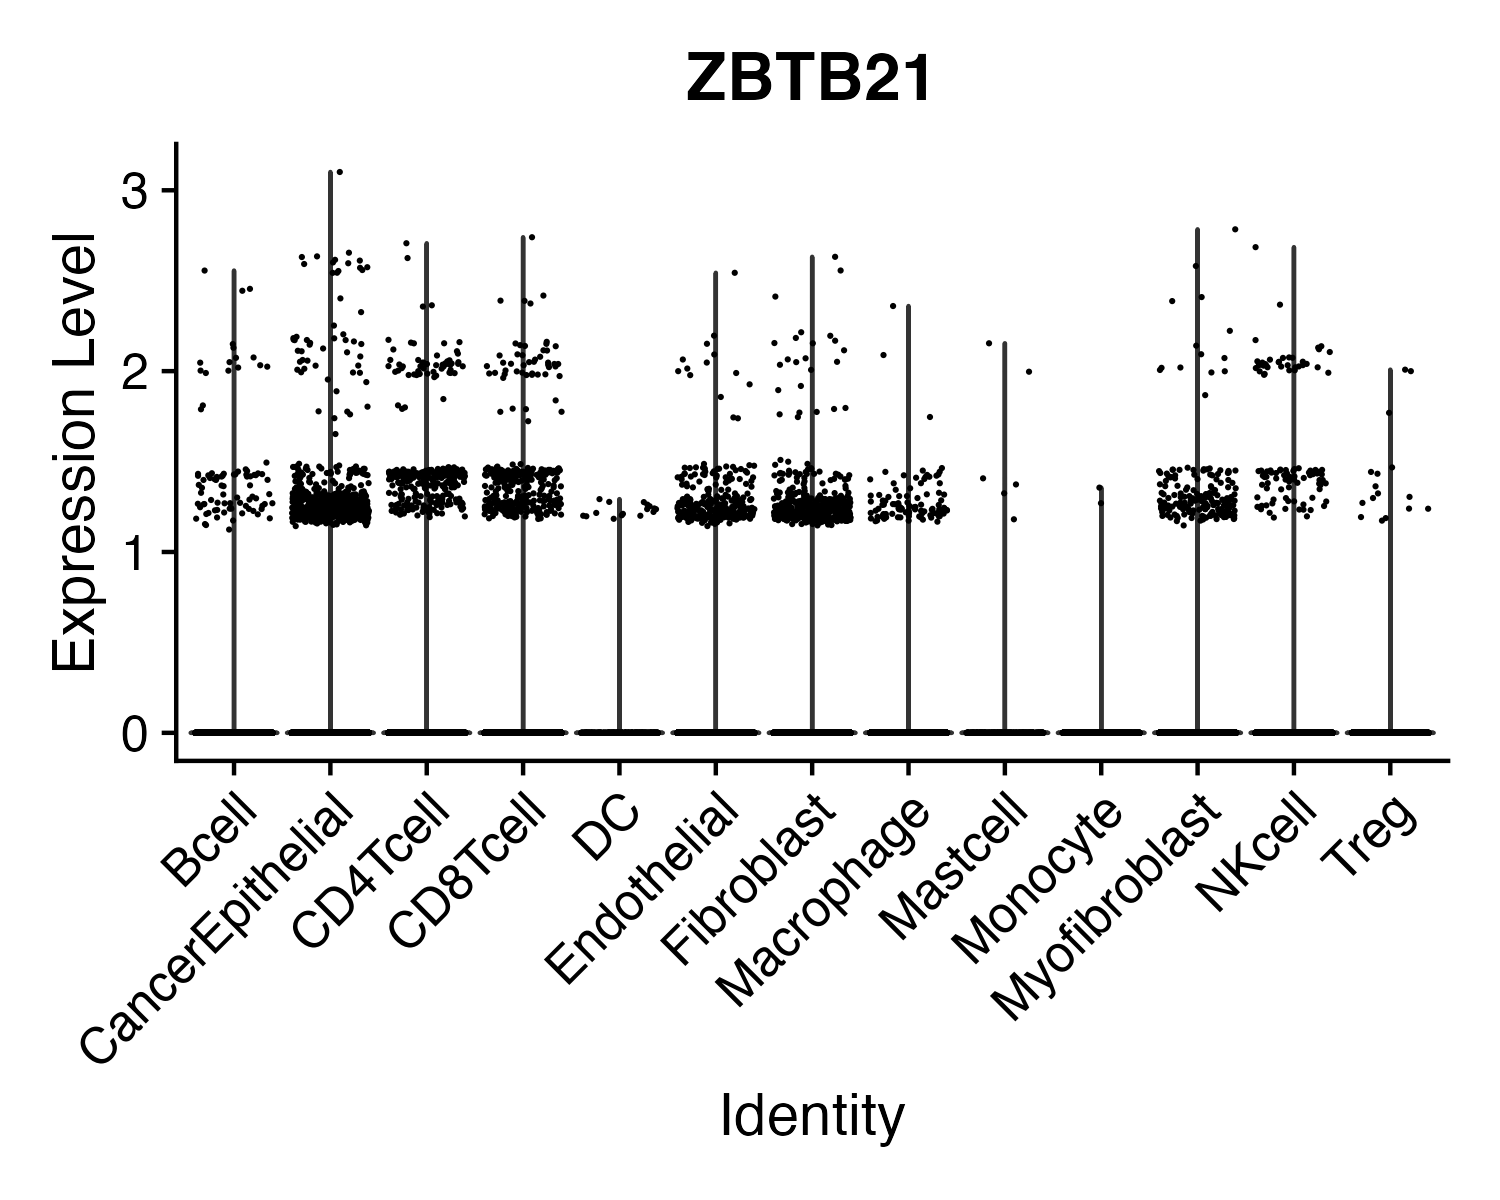 ZBTB21
Expression Level
3
2
1
0
Bcell
CancerEpithelial
CD4Tcell
CD8Tcell
DC
Endothelial
Fibroblast
Macrophage
Mastcell
Monocyte
Myofibroblast
NKcell
Treg
Identity